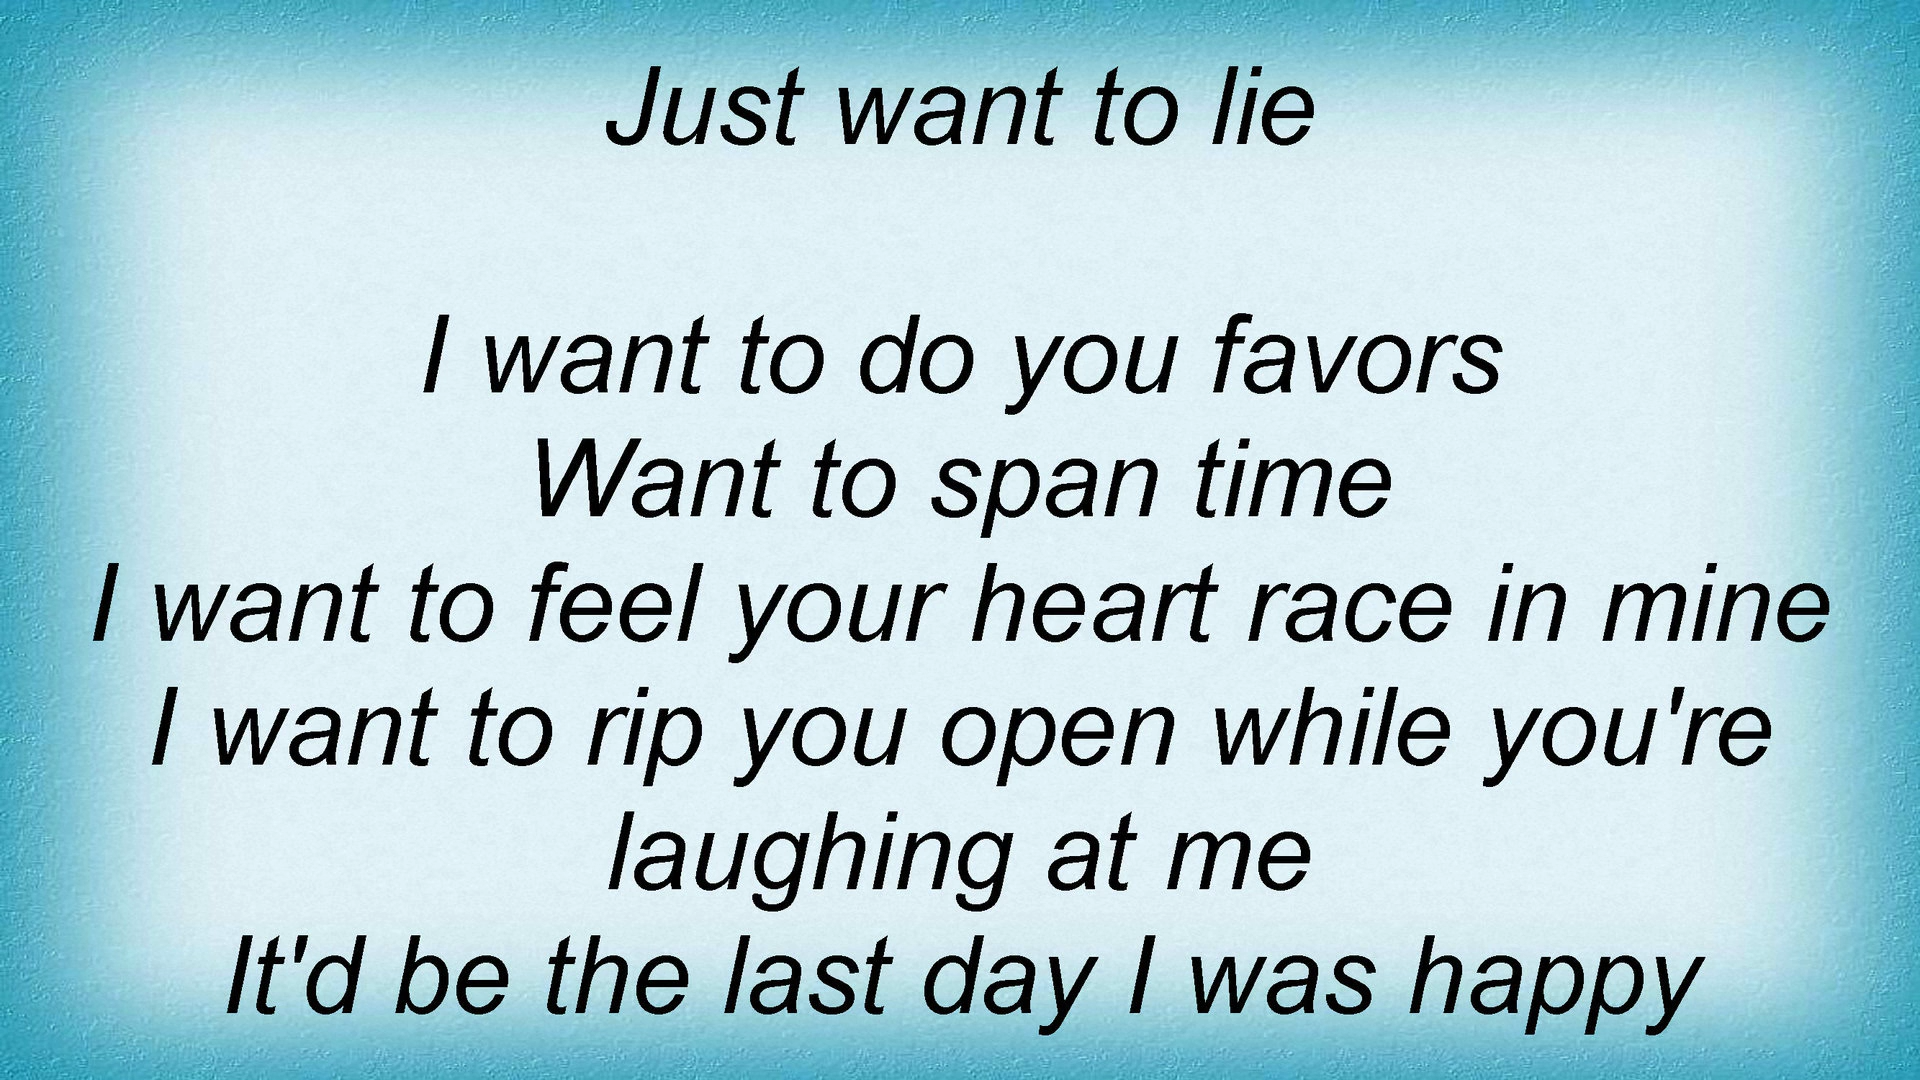 Just want to lie
I want to do you favors
Want to span time
I want to feel your heart race in mine
I want to rip you open while you're
laughing at me
It'd be the last day I was happy